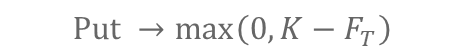 Put → max(0, K − F_T)